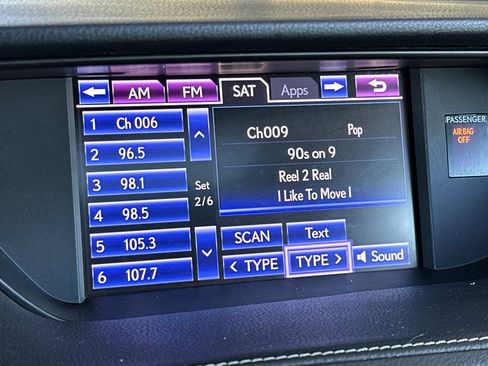 AM FM SAT Apps
1 Ch 006
2 96.5
3 98.1
4 98.5
5 105.3
6 107.7
Set
2/6
Ch009 Pop
90s on 9
Reel 2 Real
I Like To Move I
SCAN Text
< TYPE TYPE > Sound
PASSENGER
AIR BAG
OFF